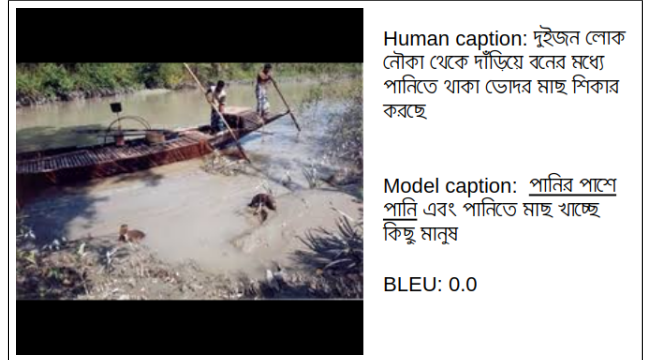 Human caption: দুইজন লোক
নৌকা থেকে দাঁড়িয়ে বনের মধ্যে
পানিতে থাকা ভোদর মাছ শিকার
করছে
Model caption: পানির পাশে
পানি এবং পানিতে মাছ খাচ্ছে
কিছু মানুষ
BLEU: 0.0